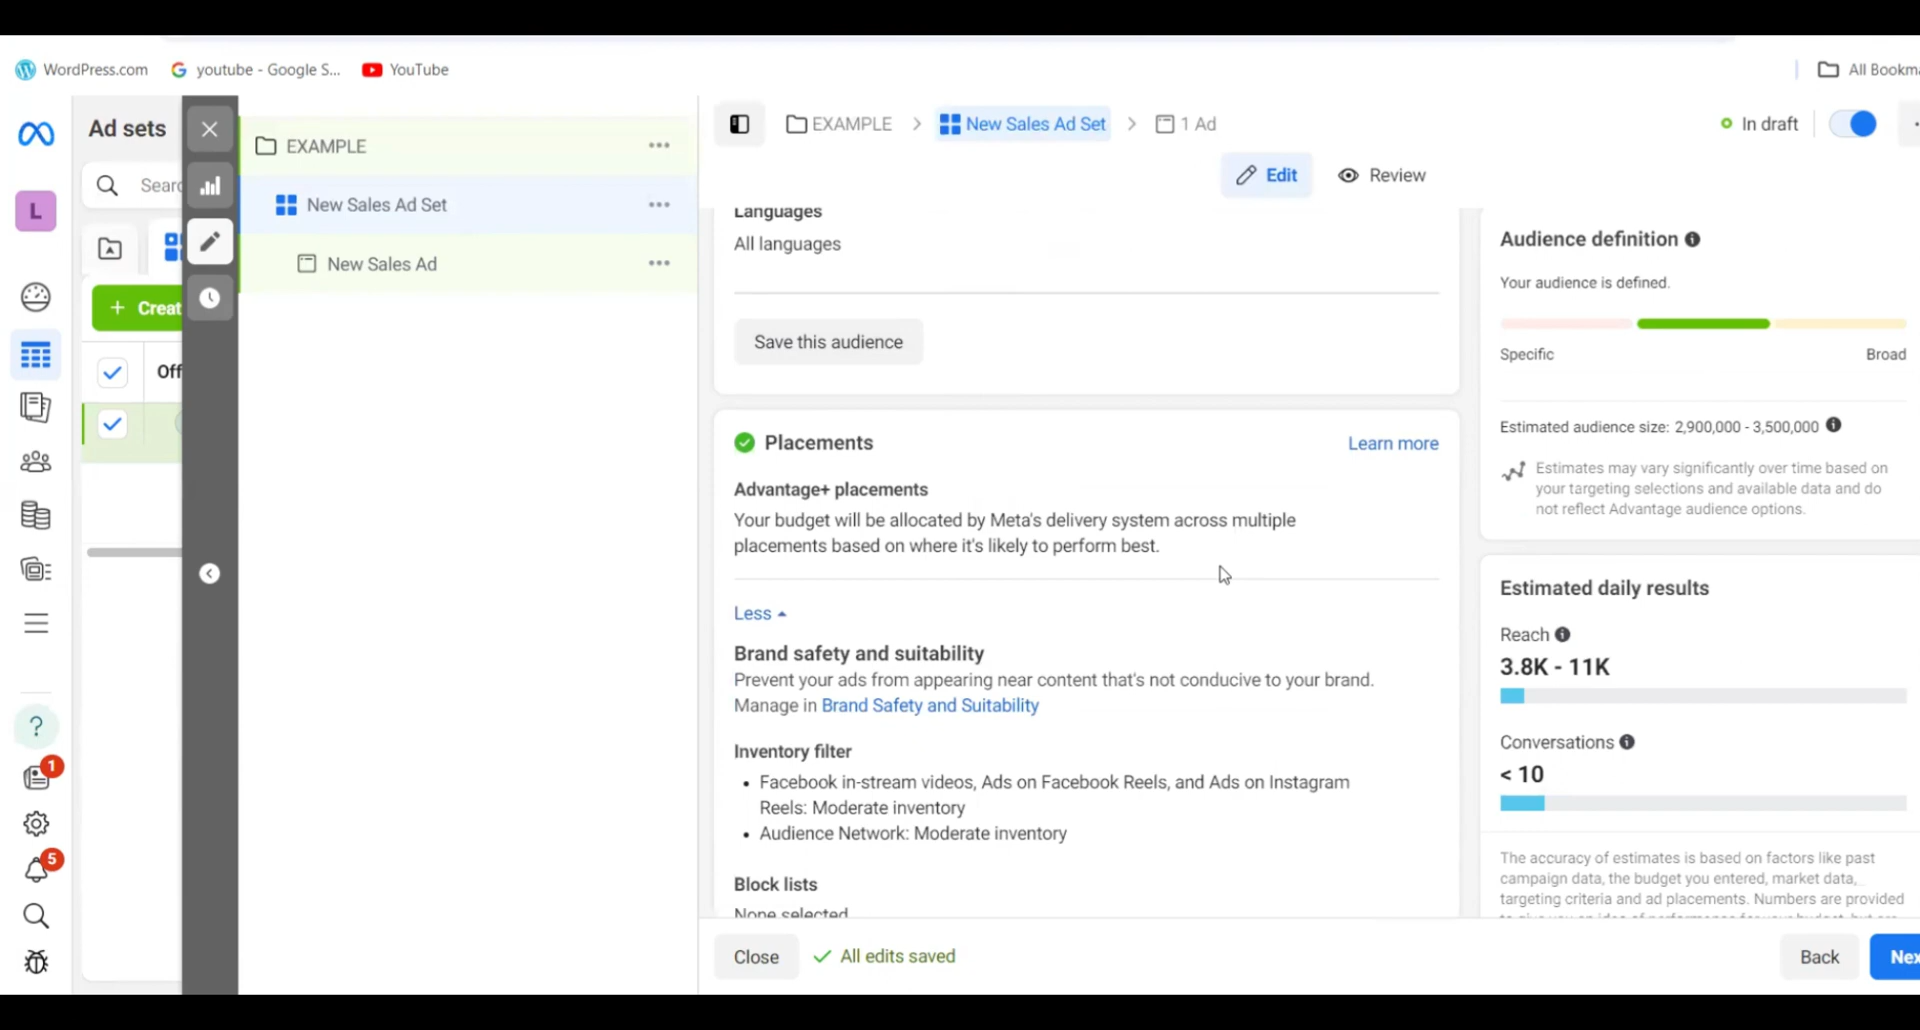 WordPress.com
youtube - Google S...
YouTube
All Bookma
Ad sets
EXAMPLE
EXAMPLE
New Sales Ad Set
1 Ad
In draft
Edit
Review
L
Searc
New Sales Ad Set
New Sales Ad
+ Creat
Off
Languages
All languages
Save this audience
Placements
Learn more
Advantage+ placements
Your budget will be allocated by Meta's delivery system across multiple
placements based on where it's likely to perform best.
Less
Brand safety and suitability
Prevent your ads from appearing near content that's not conducive to your brand.
Manage in Brand Safety and Suitability
Inventory filter
• Facebook in-stream videos, Ads on Facebook Reels, and Ads on Instagram
Reels: Moderate inventory
• Audience Network: Moderate inventory
Block lists
None selected
Audience definition
Your audience is defined.
Specific
Broad
Estimated audience size: 2,900,000 - 3,500,000
Estimates may vary significantly over time based on
your targeting selections and available data and do
not reflect Advantage audience options.
Estimated daily results
Reach
3.8K - 11K
Conversations
< 10
The accuracy of estimates is based on factors like past
campaign data, the budget you entered, market data,
targeting criteria and ad placements. Numbers are provided
?
1
5
Close
All edits saved
Back
Nex